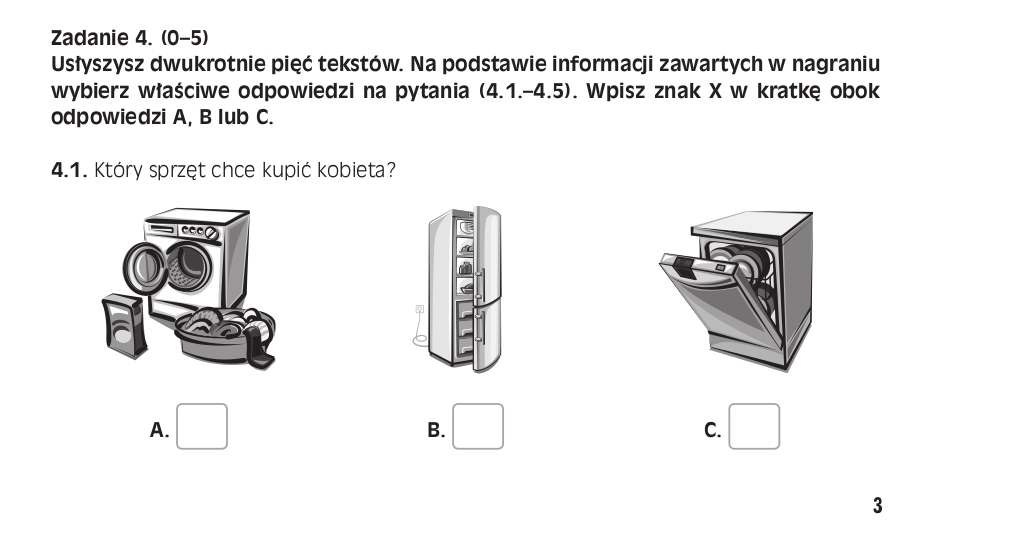 Zadanie 4. (0–5)
Usłyszysz dwukrotnie pięć tekstów. Na podstawie informacji zawartych w nagraniu
wybierz właściwe odpowiedzi na pytania (4.1.–4.5). Wpisz znak X w kratkę obok
odpowiedzi A, B lub C.
4.1. Który sprzęt chce kupić kobieta?
A. B. C.
3